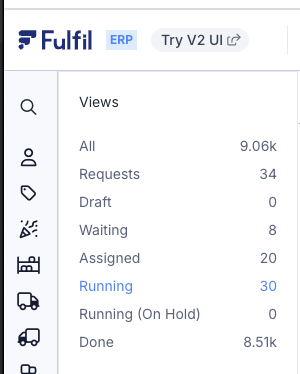 Fulfil ERP Try V2 UI
Views
All 9.06k
Requests 34
Draft 0
Waiting 8
Assigned 20
Running 30
Running (On Hold) 0
Done 8.51k